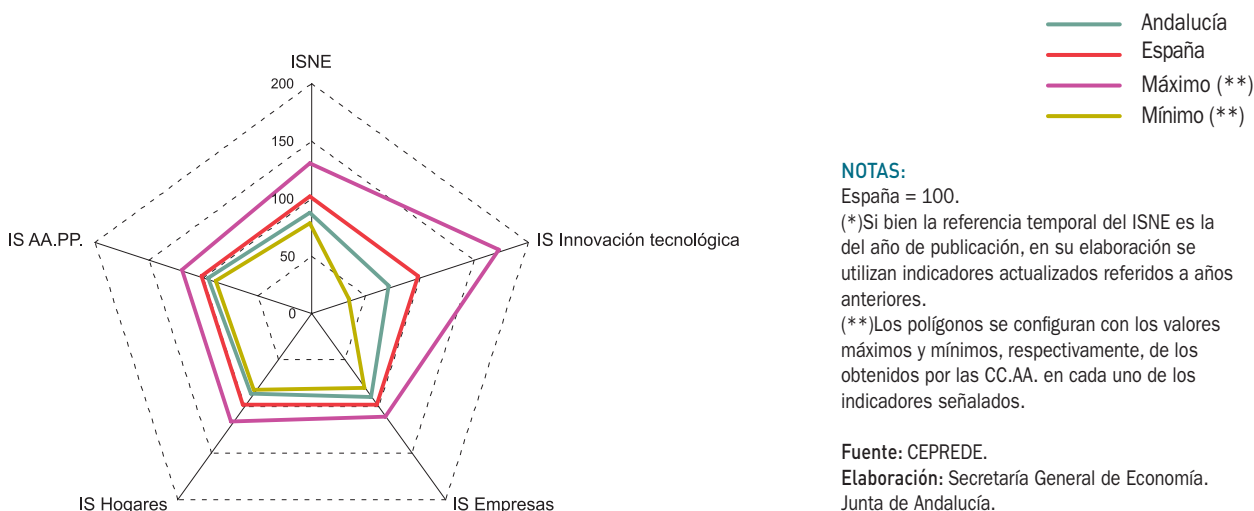 Andalucía
España
Máximo (**)
Mínimo (**)
ISNE
200
150
100
50
0
IS AA.PP.
IS Innovación tecnológica
IS Hogares
IS Empresas
NOTAS:
España = 100.
(*)Si bien la referencia temporal del ISNE es la
del año de publicación, en su elaboración se
utilizan indicadores actualizados referidos a años
anteriores.
(**)Los polígonos se configuran con los valores
máximos y mínimos, respectivamente, de los
obtenidos por las CC.AA. en cada uno de los
indicadores señalados.
Fuente: CEPREDE.
Elaboración: Secretaría General de Economía.
Junta de Andalucía.